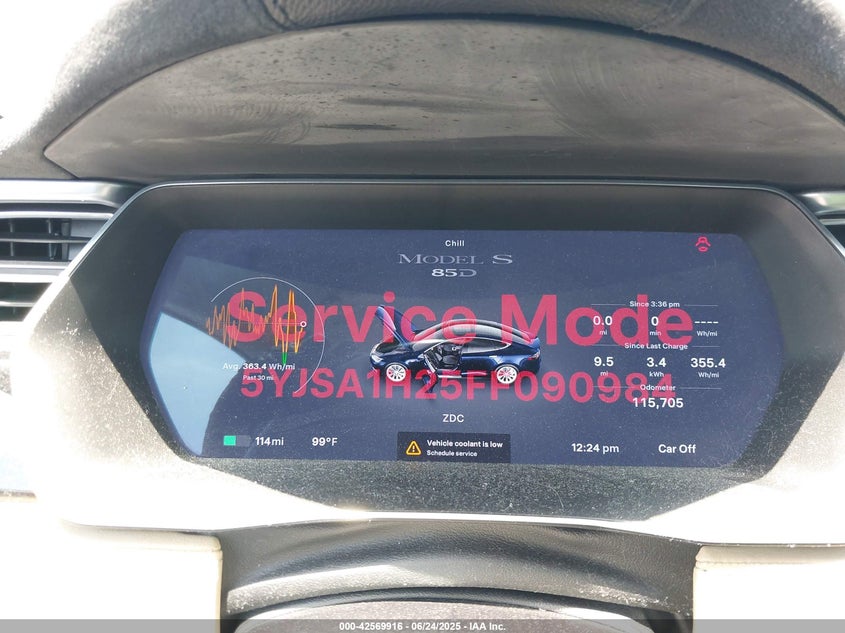 Chill
MODEL S
85D
Service Mode
5YJSA1H25FF090984
Avg. 363.4 Wh/mi
Past 30 mi
Since 3:36 pm
0.0 0 ----
mi Wh/mi
Since Last Charge
9.5 3.4 355.4
mi kWh Wh/mi
Odometer
115,705
ZDC
114mi 99°F
Vehicle coolant is low
Schedule service
12:24 pm Car Off
000-42569916 - 06/24/2025 - IAA Inc.